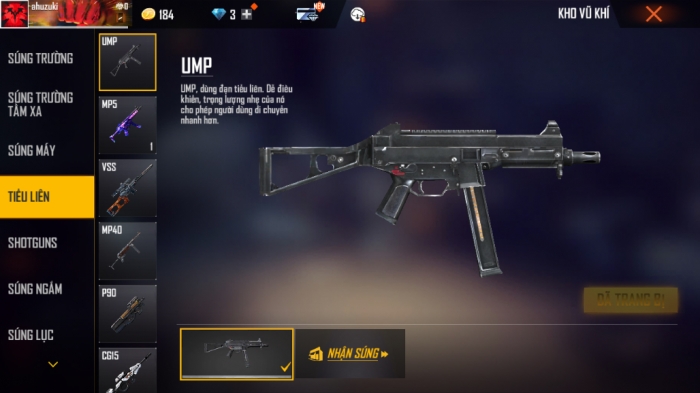 ahuzuki
0
184
3
NEW
KHO VŨ KHÍ
SÚNG TRƯỜNG
SÚNG TRƯỜNG
TẦM XA
SÚNG MÁY
TIỂU LIÊN
SHOTGUNS
SÚNG NGẮM
SÚNG LỤC
UMP
MP5
1
VSS
MP40
P90
CG15
UMP
UMP, dùng đạn tiểu liên. Dễ điều
khiển, trọng lượng nhẹ của nó
cho phép người dùng di chuyển
nhanh hơn.
ĐÃ TRANG BỊ
NHẬN SÚNG